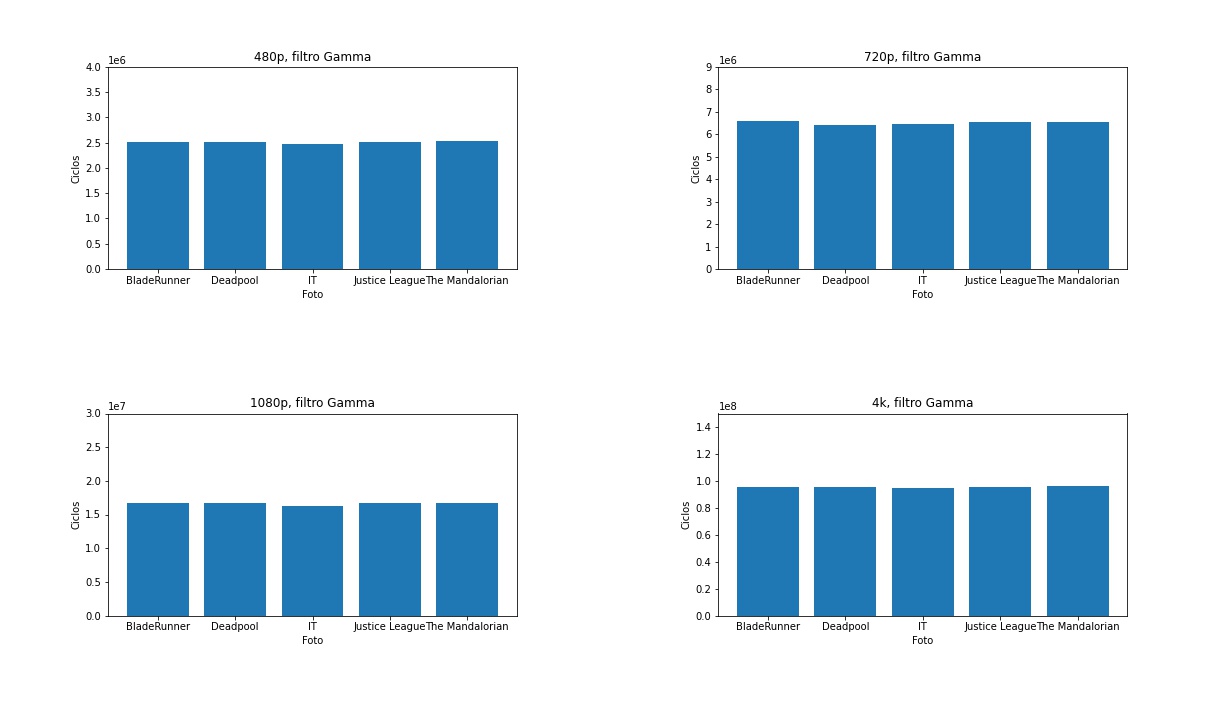 480p, filtro Gamma
1e6
4.0
3.5
3.0
2.5
2.0
1.5
1.0
0.5
0.0
Ciclos
BladeRunner Deadpool IT Justice League The Mandalorian
Foto
720p, filtro Gamma
1e6
9
8
7
6
5
4
3
2
1
0
Ciclos
BladeRunner Deadpool IT Justice League The Mandalorian
Foto
1080p, filtro Gamma
1e7
3.0
2.5
2.0
1.5
1.0
0.5
0.0
Ciclos
BladeRunner Deadpool IT Justice League The Mandalorian
Foto
4k, filtro Gamma
1e8
1.4
1.2
1.0
0.8
0.6
0.4
0.2
0.0
Ciclos
BladeRunner Deadpool IT Justice League The Mandalorian
Foto